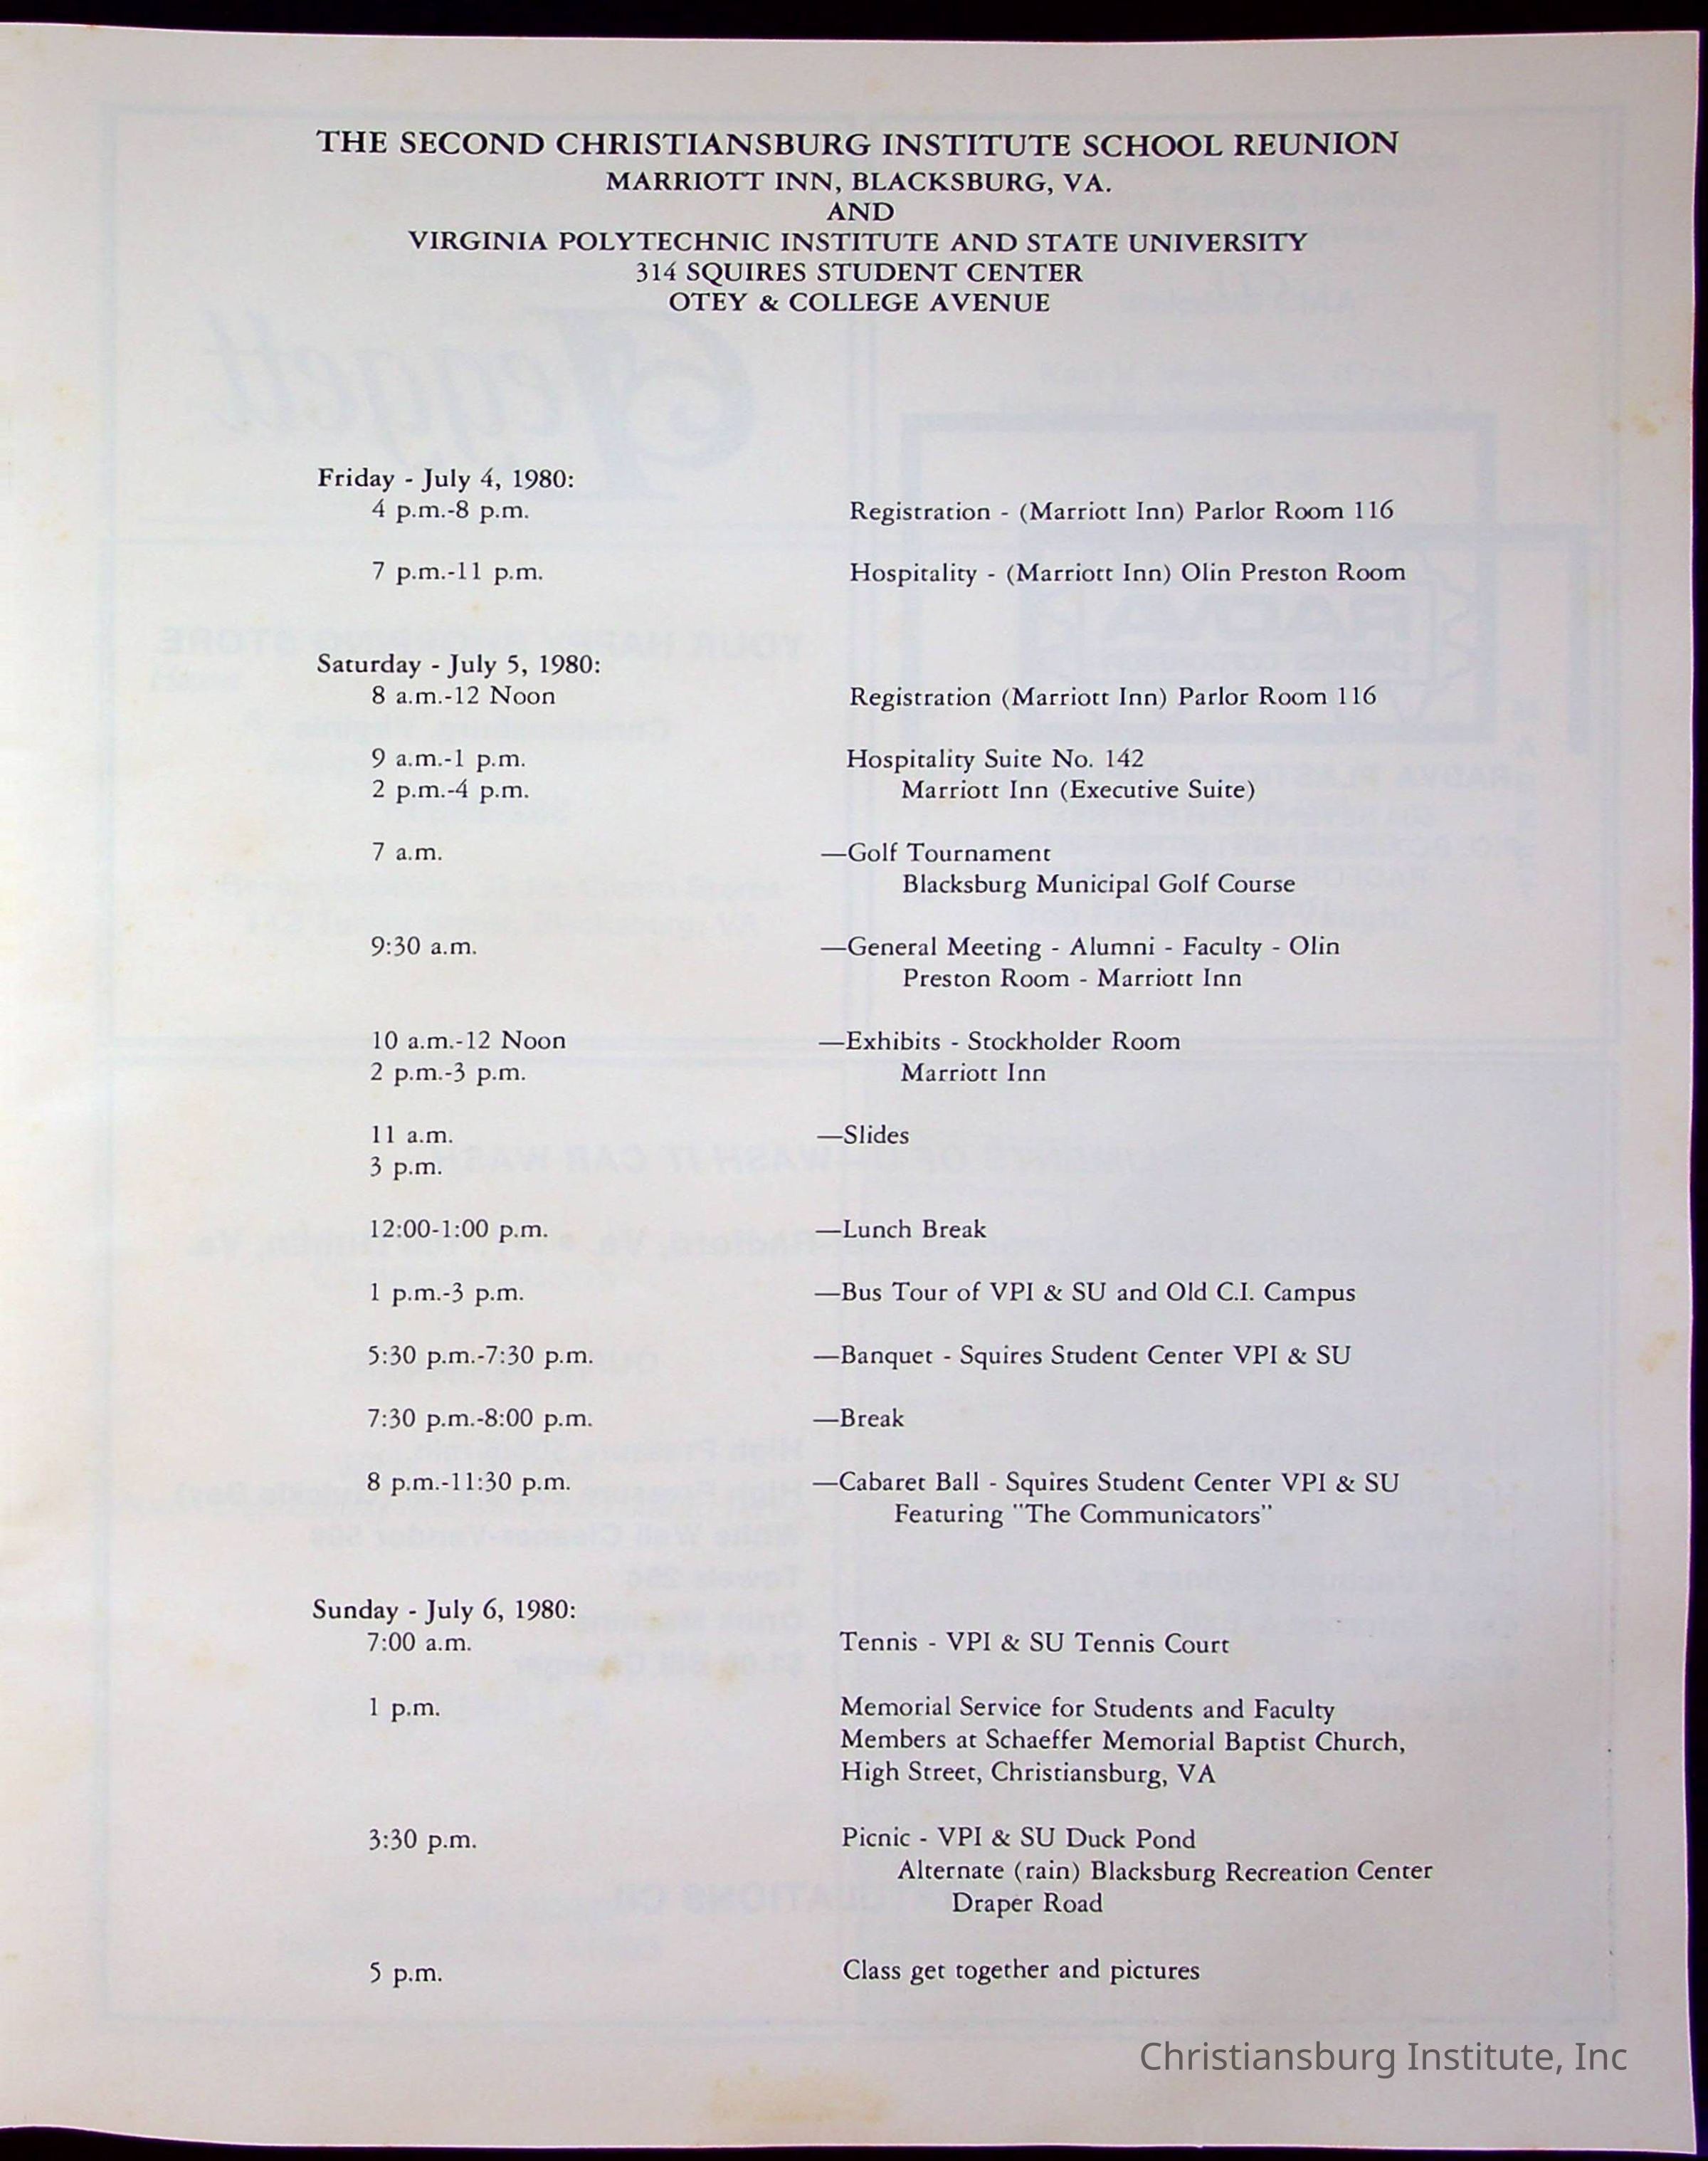 THE SECOND CHRISTIANSBURG INSTITUTE SCHOOL REUNION
MARRIOTT INN, BLACKSBURG, VA.
AND
VIRGINIA POLYTECHNIC INSTITUTE AND STATE UNIVERSITY
314 SQUIRES STUDENT CENTER
OTEY & COLLEGE AVENUE
Friday - July 4, 1980:
4 p.m.-8 p.m. Registration - (Marriott Inn) Parlor Room 116
7 p.m.-11 p.m. Hospitality - (Marriott Inn) Olin Preston Room
Saturday - July 5, 1980:
8 a.m.-12 Noon Registration (Marriott Inn) Parlor Room 116
9 a.m.-1 p.m. Hospitality Suite No. 142
2 p.m.-4 p.m. Marriott Inn (Executive Suite)
7 a.m. —Golf Tournament
Blacksburg Municipal Golf Course
9:30 a.m. —General Meeting - Alumni - Faculty - Olin
Preston Room - Marriott Inn
10 a.m.-12 Noon —Exhibits - Stockholder Room
2 p.m.-3 p.m. Marriott Inn
11 a.m. —Slides
3 p.m.
12:00-1:00 p.m. —Lunch Break
1 p.m.-3 p.m. —Bus Tour of VPI & SU and Old C.I. Campus
5:30 p.m.-7:30 p.m. —Banquet - Squires Student Center VPI & SU
7:30 p.m.-8:00 p.m. —Break
8 p.m.-11:30 p.m. —Cabaret Ball - Squires Student Center VPI & SU
Featuring "The Communicators"
Sunday - July 6, 1980:
7:00 a.m. Tennis - VPI & SU Tennis Court
1 p.m. Memorial Service for Students and Faculty
Members at Schaeffer Memorial Baptist Church,
High Street, Christiansburg, VA
3:30 p.m. Picnic - VPI & SU Duck Pond
Alternate (rain) Blacksburg Recreation Center
Draper Road
5 p.m. Class get together and pictures
Christiansburg Institute, Inc